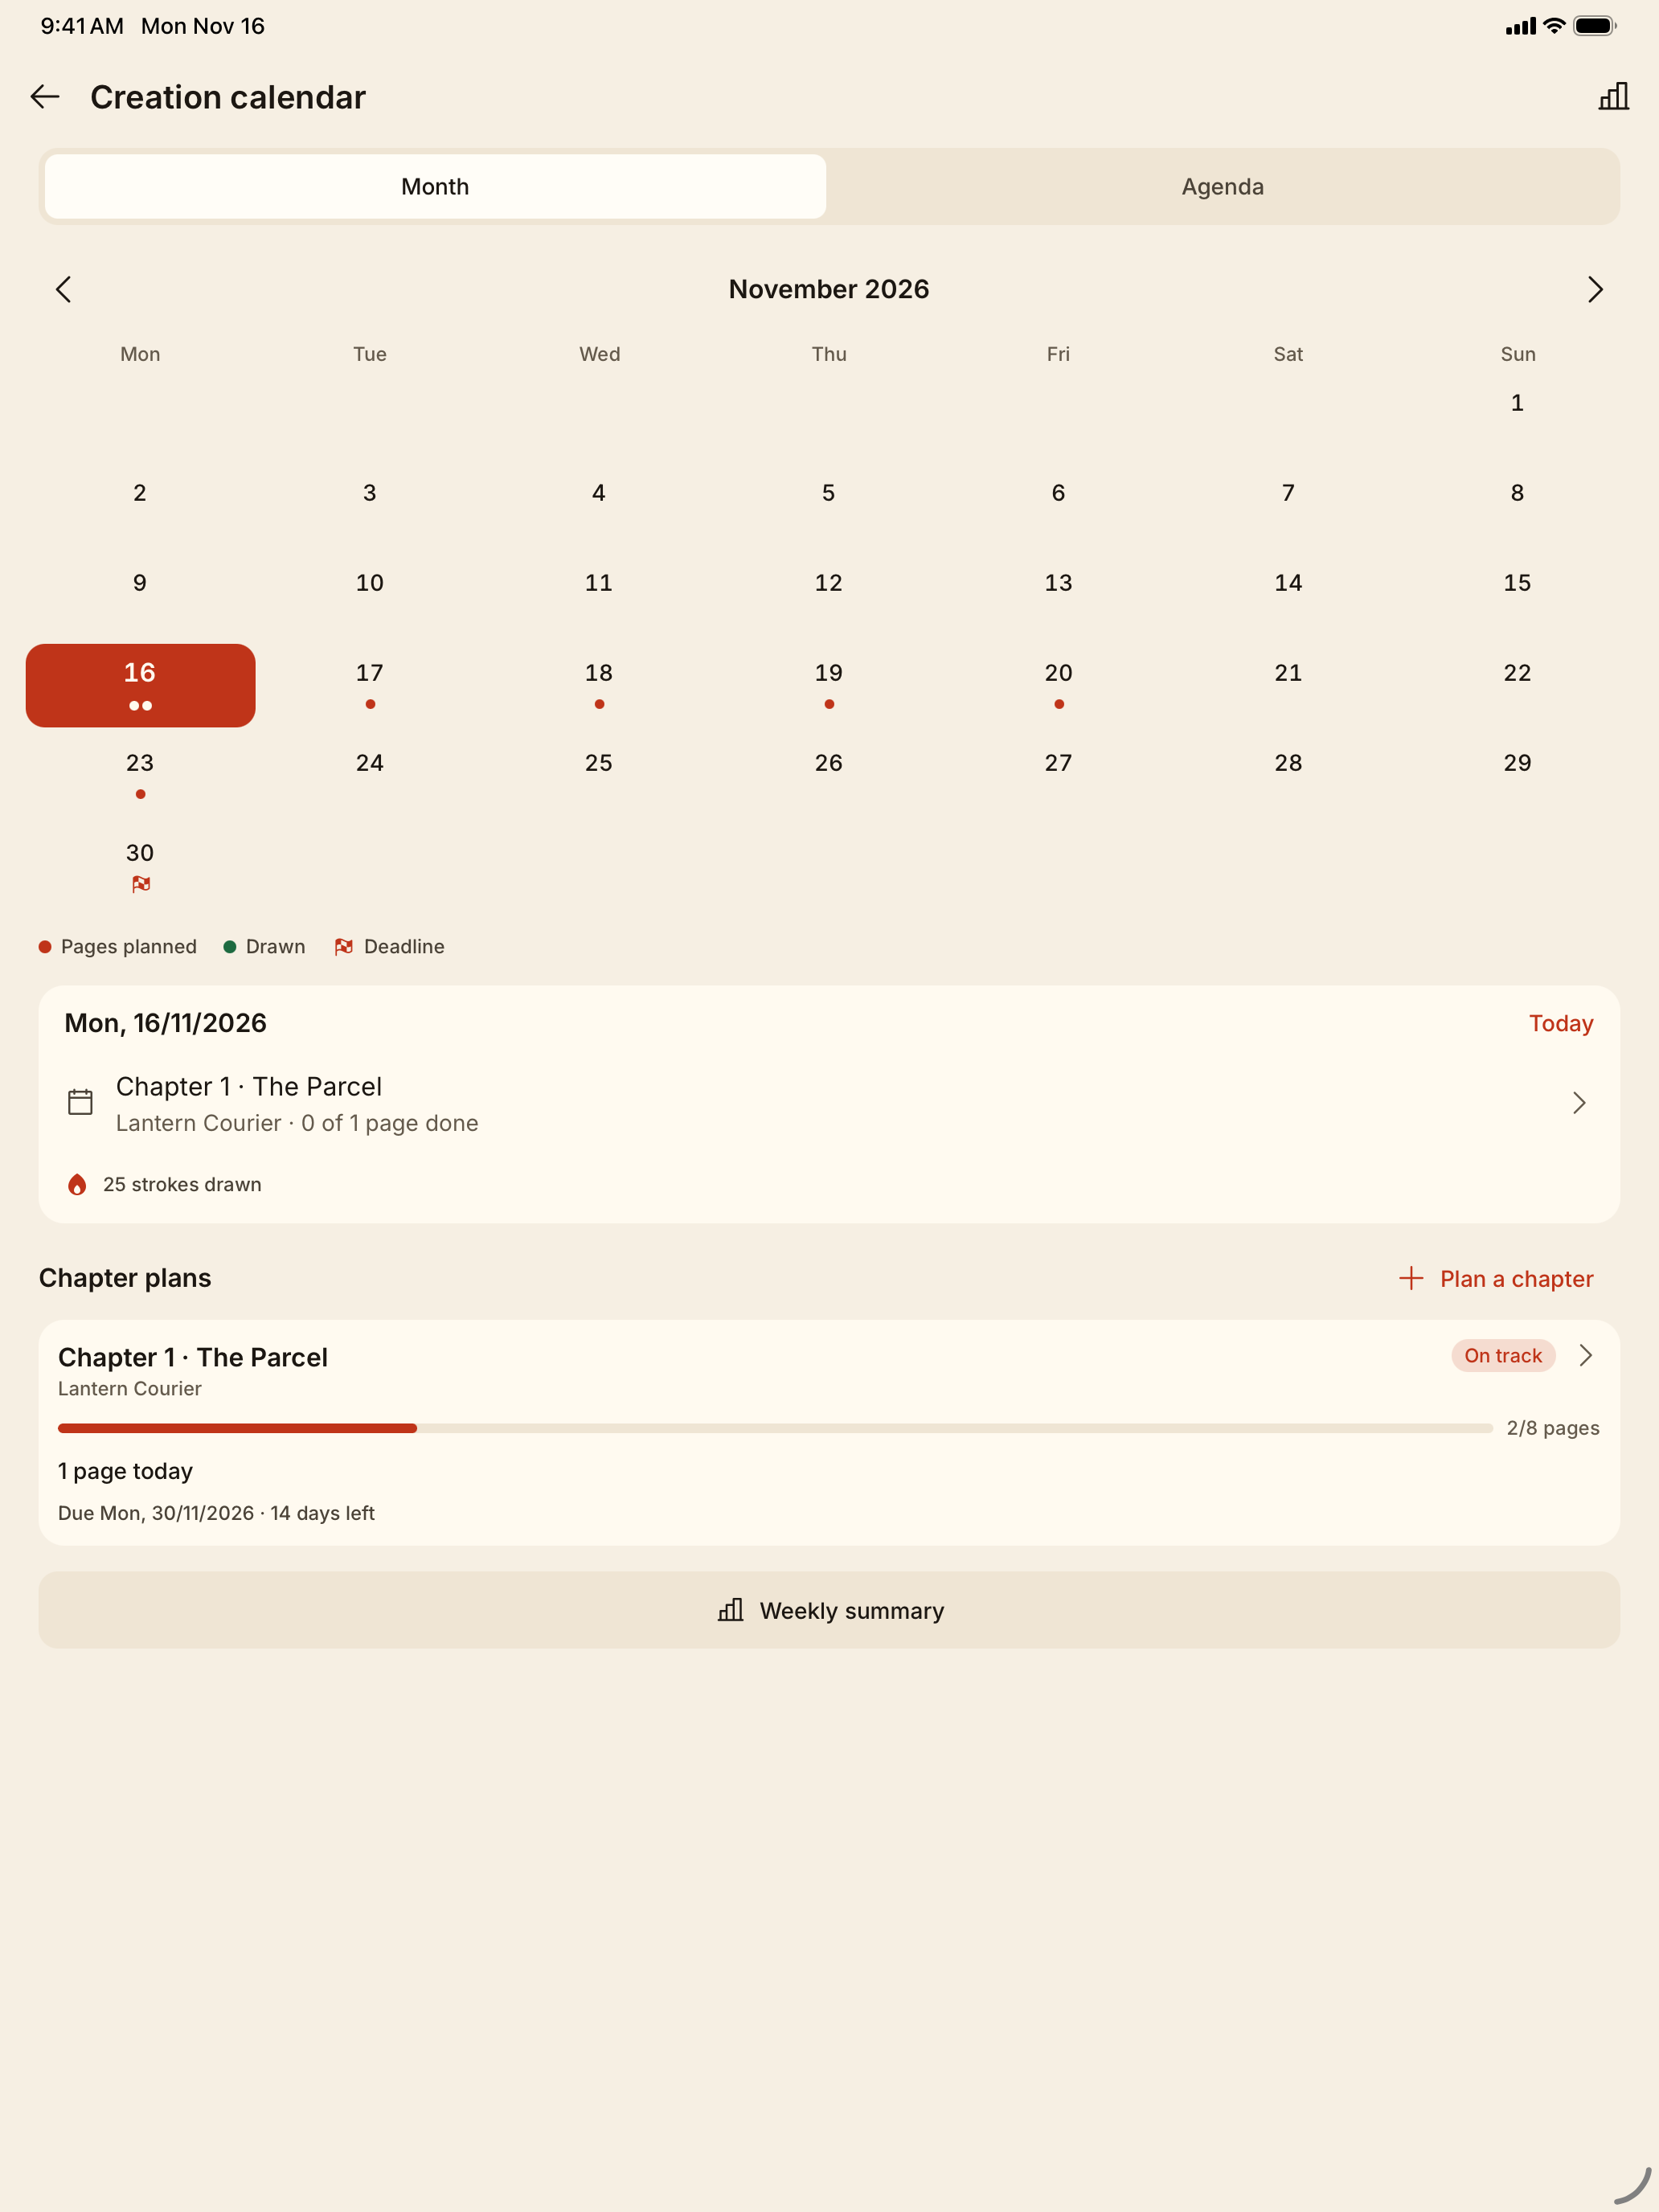 9:41 AM Mon Nov 16
Creation calendar
Month Agenda
November 2026
Mon Tue Wed Thu Fri Sat Sun
1
2 3 4 5 6 7 8
9 10 11 12 13 14 15
16 17 18 19 20 21 22
23 24 25 26 27 28 29
30
Pages planned Drawn Deadline
Mon, 16/11/2026 Today
Chapter 1 · The Parcel
Lantern Courier · 0 of 1 page done
25 strokes drawn
Chapter plans Plan a chapter
Chapter 1 · The Parcel On track
Lantern Courier
2/8 pages
1 page today
Due Mon, 30/11/2026 · 14 days left
Weekly summary